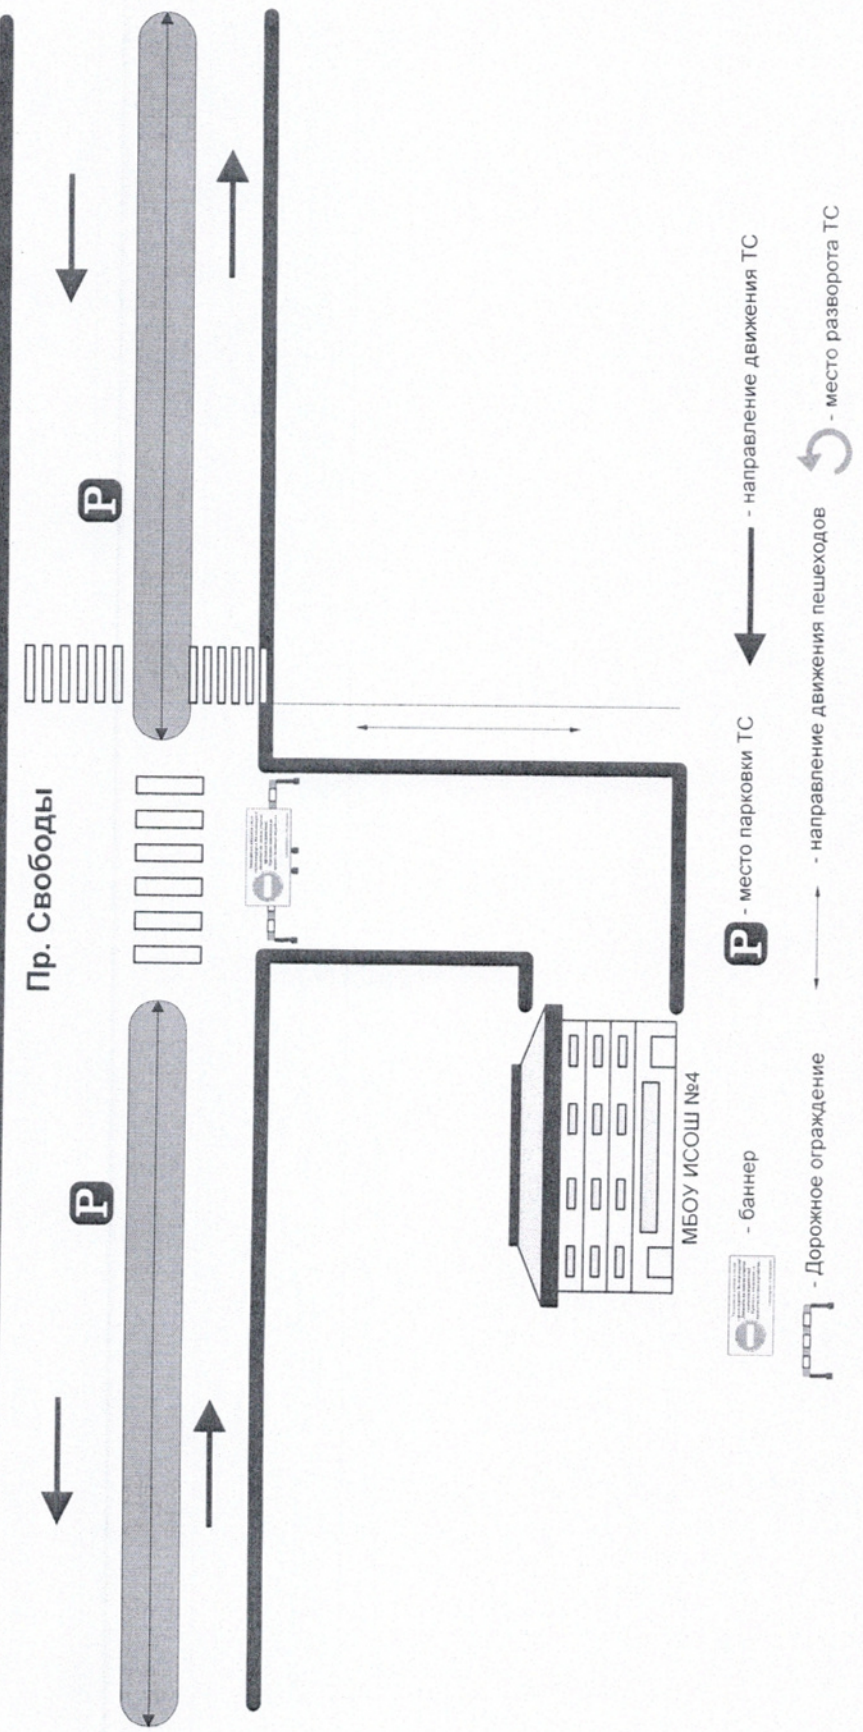 Пр. Свободы
P
P
МБОУ ИСОШ №4
- баннер
P - место парковки ТС
- направление движения ТС
- Дорожное ограждение
- направление движения пешеходов
- место разворота ТС